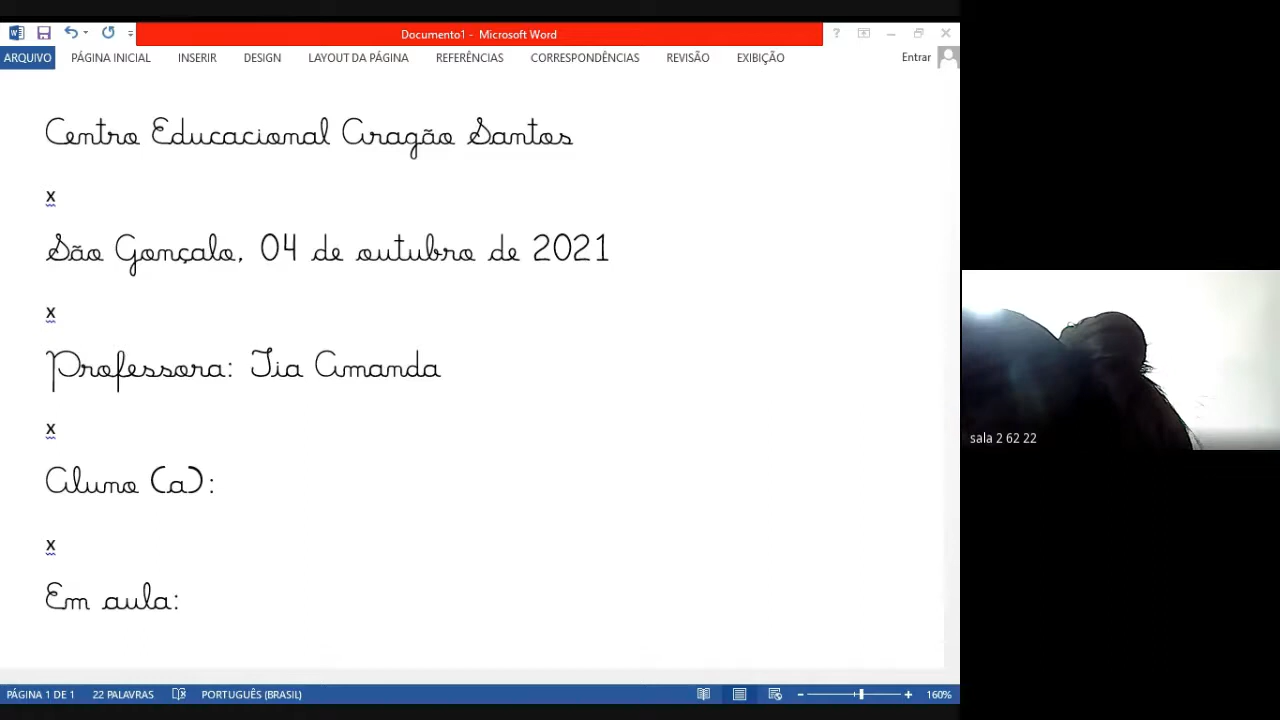 Documento1 - Microsoft Word
?
ARQUIVO PÁGINA INICIAL INSERIR DESIGN LAYOUT DA PÁGINA REFERÊNCIAS CORRESPONDÊNCIAS REVISÃO EXIBIÇÃO Entrar
Centro Educacional Aragão Santos
x
São Gonçalo, 04 de outubro de 2021
x
Professora: Tia Amanda
x
Aluno (a):
x
Em aula:
sala 2 62 22
PÁGINA 1 DE 1 22 PALAVRAS PORTUGUÊS (BRASIL) 160%